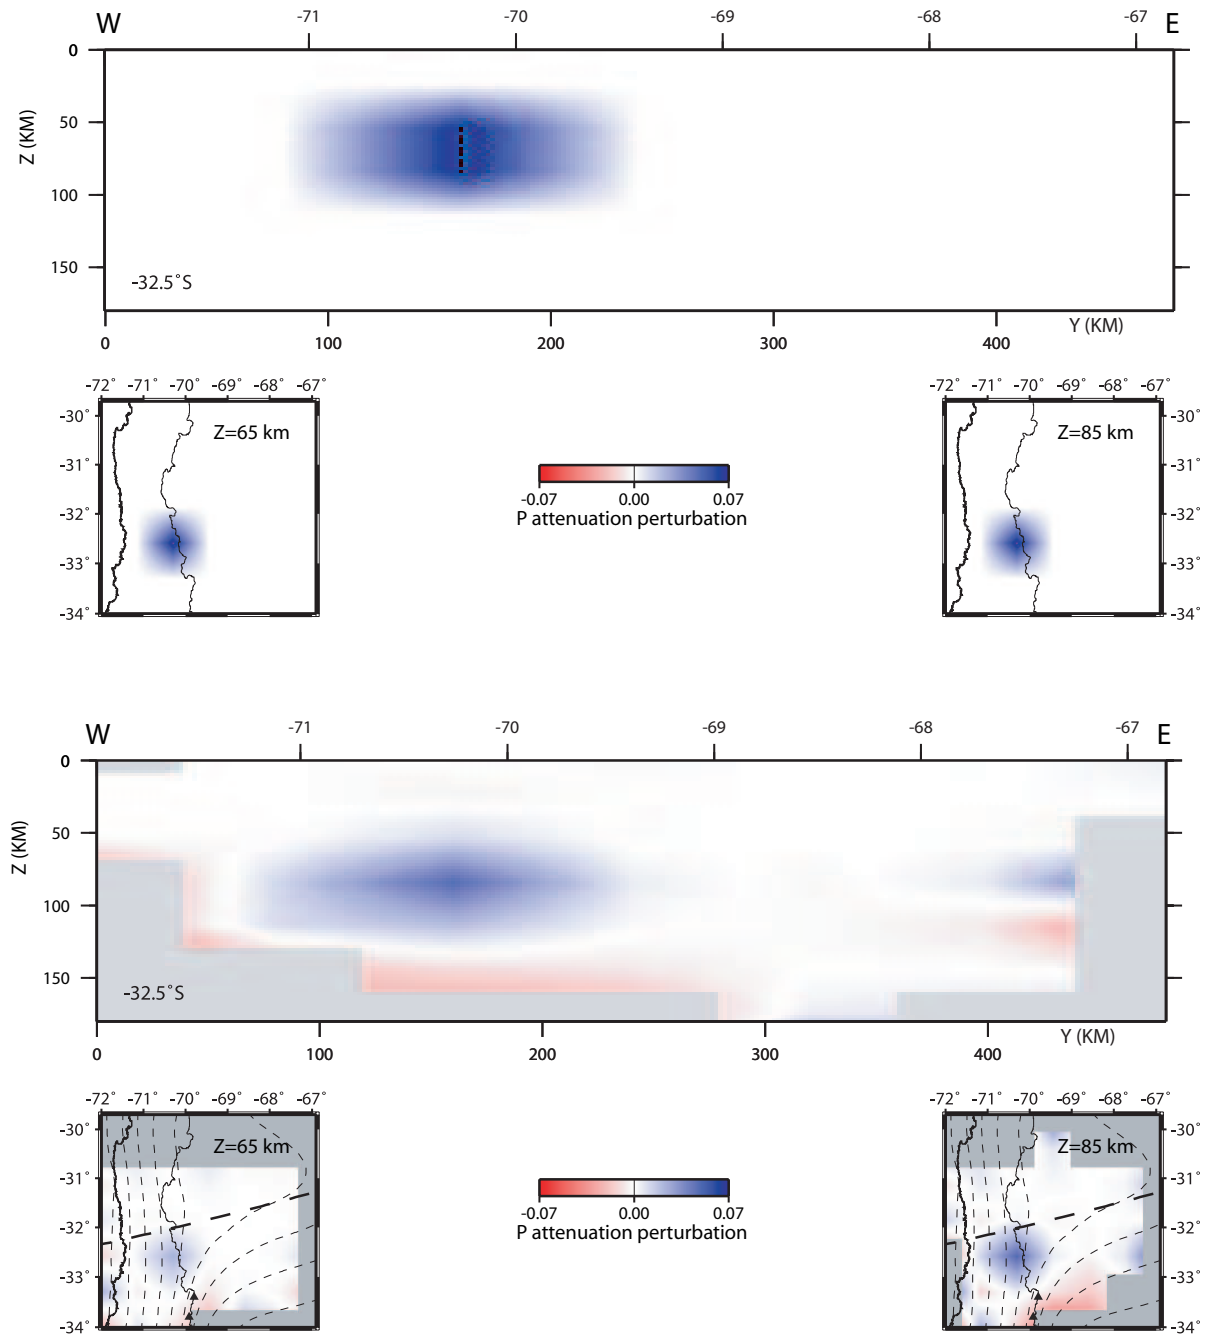 W -71 -70 -69 -68 -67 E
0
50
100
150
Z (KM)
-32.5˚S
Y (KM)
0 100 200 300 400
-72˚ -71˚ -70˚ -69˚ -68˚ -67˚
-30˚
-31˚
-32˚
-33˚
-34˚
Z=65 km
-0.07 0.00 0.07
P attenuation perturbation
-72˚ -71˚ -70˚ -69˚ -68˚ -67˚
Z=85 km
-30˚
-31˚
-32˚
-33˚
-34˚
W -71 -70 -69 -68 -67 E
0
50
100
150
Z (KM)
-32.5˚S
Y (KM)
0 100 200 300 400
-72˚ -71˚ -70˚ -69˚ -68˚ -67˚
-30˚
-31˚
-32˚
-33˚
-34˚
Z=65 km
-0.07 0.00 0.07
P attenuation perturbation
-72˚ -71˚ -70˚ -69˚ -68˚ -67˚
Z=85 km
-30˚
-31˚
-32˚
-33˚
-34˚